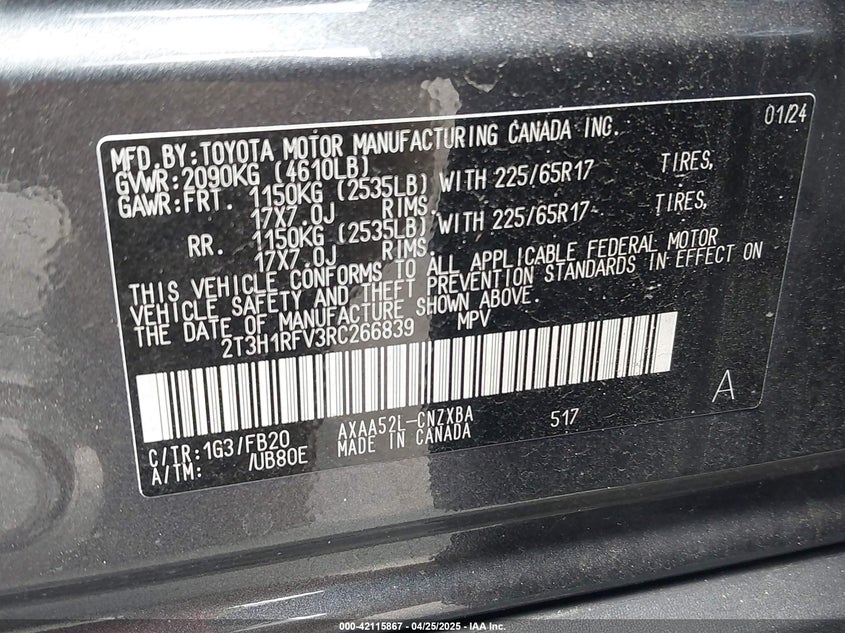 01/24
MFD.BY:TOYOTA MOTOR MANUFACTURING CANADA INC.
GVWR:2090KG (4610LB)
GAWR:FRT. 1150KG (2535LB) WITH 225/65R17 TIRES,
17X7.0J RIMS.
RR. 1150KG (2535LB) WITH 225/65R17 TIRES,
17X7.0J RIMS.
THIS VEHICLE CONFORMS TO ALL APPLICABLE FEDERAL MOTOR
VEHICLE SAFETY AND THEFT PREVENTION STANDARDS IN EFFECT ON
THE DATE OF MANUFACTURE SHOWN ABOVE.
2T3H1RFV3RC266839 MPV
A
C/TR:1G3/FB20 AXAA52L-CNZXBA 517
A/TM: /UB80E MADE IN CANADA
000-42115867 - 04/25/2025 - IAA Inc.